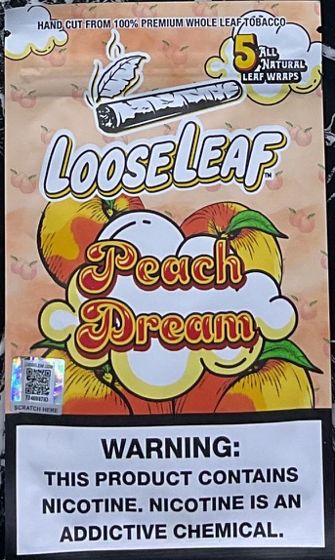 HAND CUT FROM 100% PREMIUM WHOLE LEAF TOBACCO
5 ALL
NATURAL
LEAF WRAPS
LOOSELEAF™
Peach
Dream
SCRATCH HERE
WARNING:
THIS PRODUCT CONTAINS
NICOTINE. NICOTINE IS AN
ADDICTIVE CHEMICAL.